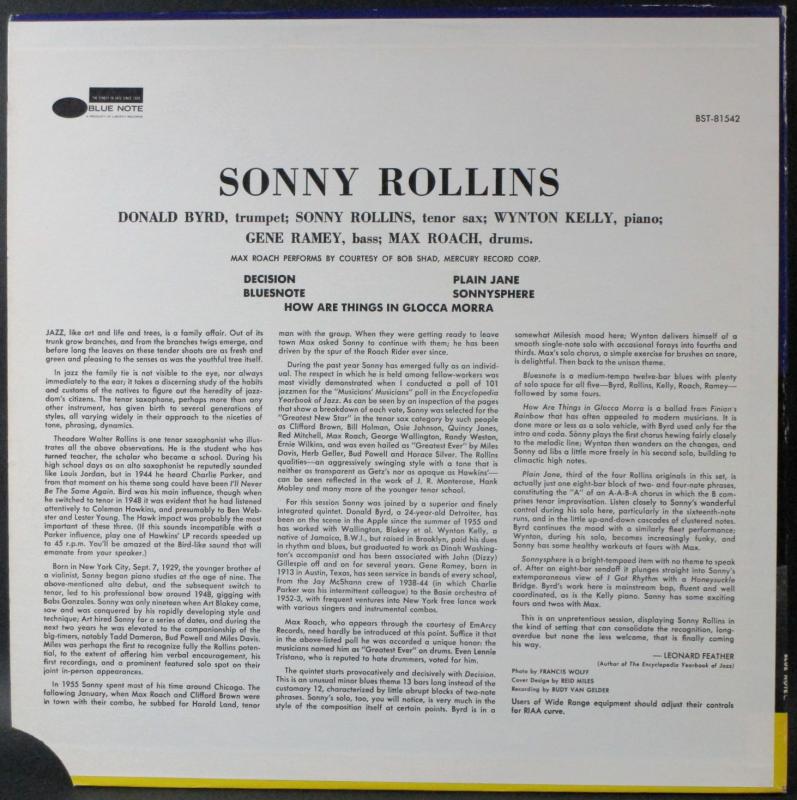 THE FINEST IN JAZZ SINCE 1939
BLUE NOTE
A PRODUCT OF LIBERTY RECORDS
BST-81542
SONNY ROLLINS
DONALD BYRD, trumpet; SONNY ROLLINS, tenor sax; WYNTON KELLY, piano;
GENE RAMEY, bass; MAX ROACH, drums.
MAX ROACH PERFORMS BY COURTESY OF BOB SHAD, MERCURY RECORD CORP.
DECISION
BLUESNOTE
PLAIN JANE
SONNYSPHERE
HOW ARE THINGS IN GLOCCA MORRA
JAZZ, like art and life and trees, is a family affair. Out of its
trunk grow branches, and from the branches twigs emerge, and
before long the leaves on these tender shoots are as fresh and
green and pleasing to the senses as was the youthful tree itself.
In jazz the family tie is not visible to the eye, nor always
immediately to the ear; it takes a discerning study of the habits
and customs of the natives to figure out the heredity of jazz-
dom's citizens. The tenor saxophone, perhaps more than any
other instrument, has given birth to several generations of
styles, all varying widely in their approach to the niceties of
tone, phrasing, dynamics.
Theodore Walter Rollins is one tenor saxophonist who illus-
trates all the above observations. He is the student who has
turned teacher, the scholar who became a school. During his
high school days as an alto saxophonist he reputedly sounded
like Louis Jordan, but in 1944 he heard Charlie Parker, and
from that moment on his theme song could have been I'll Never
Be The Same Again. Bird was his main influence, though when
he switched to tenor in 1948 it was evident that he had listened
attentively to Coleman Hawkins, and presumably to Ben Web-
ster and Lester Young. The Hawk impact was probably the most
important of these three. (If this sounds incompatible with a
Parker influence, play one of Hawkins' LP records speeded up
to 45 r.p.m. You'll be amazed at the Bird-like sound that will
emanate from your speaker.)
Born in New York City, Sept. 7, 1929, the younger brother of
a violinist, Sonny began piano studies at the age of nine. The
above-mentioned alto debut, and the subsequent switch to
tenor, led to his professional bow around 1948, gigging with
Babs Gonzales. Sonny was only nineteen when Art Blakey came,
saw and was conquered by his rapidly developing style and
technique; Art hired Sonny for a series of dates, and during the
next two years he was elevated to the companionship of the
big-timers, notably Tadd Dameron, Bud Powell and Miles Davis.
Miles was perhaps the first to recognize fully the Rollins poten-
tial, to the extent of offering him verbal encouragement, his
first recordings, and a prominent featured solo spot on their
joint in-person appearances.
In 1955 Sonny spent most of his time around Chicago. The
following January, when Max Roach and Clifford Brown were
in town with their combo, he subbed for Harold Land, tenor
man with the group. When they were getting ready to leave
town Max asked Sonny to continue with them; he has been
driven by the spur of the Roach Rider ever since.
During the past year Sonny has emerged fully as an individ-
ual. The respect in which he is held among fellow-workers was
most vividly demonstrated when I conducted a poll of 101
jazzmen for the "Musicians' Musicians" poll in the Encyclopedia
Yearbook of Jazz. As can be seen by an inspection of the pages
that show a breakdown of each vote, Sonny was selected for the
"Greatest New Star" in the tenor sax category by such people
as Clifford Brown, Bill Holman, Osie Johnson, Quincy Jones,
Red Mitchell, Max Roach, George Wallington, Randy Weston,
Ernie Wilkins, and was even hailed as "Greatest Ever" by Miles
Davis, Herb Geller, Bud Powell and Horace Silver. The Rollins
qualities—an aggressively swinging style with a tone that is
neither as transparent as Getz's nor as opaque as Hawkins'—
can be seen reflected in the work of J. R. Monterose, Hank
Mobley and many more of the younger tenor school.
For this session Sonny was joined by a superior and finely
integrated quintet. Donald Byrd, a 24-year-old Detroiter, has
been on the scene in the Apple since the summer of 1955 and
has worked with Wallington, Blakey et al. Wynton Kelly, a
native of Jamaica, B.W.I., but raised in Brooklyn, paid his dues
in rhythm and blues, but graduated to work as Dinah Washing-
ton's accompanist and has been associated with John (Dizzy)
Gillespie off and on for several years. Gene Ramey, born in
1913 in Austin, Texas, has seen service in bands of every school,
from the Jay McShann crew of 1938-44 (in which Charlie
Parker was his intermittent colleague) to the Basie orchestra of
1952-3, with frequent ventures into New York free lance work
with various singers and instrumental combos.
Max Roach, who appears through the courtesy of EmArcy
Records, need hardly be introduced at this point. Suffice it that
in the above-listed poll he was accorded a unique honor: the
musicians named him as "Greatest Ever" on drums. Even Lennie
Tristano, who is reputed to hate drummers, voted for him.
The quintet starts provocatively and decisively with Decision.
This is an unusual minor blues theme 13 bars long instead of the
customary 12, characterized by little abrupt blocks of two-note
phrases. Sonny's solo, too, you will notice, is very much in the
style of the composition itself at certain points. Byrd is in a
somewhat Milesish mood here; Wynton delivers himself of a
smooth single-note solo with occasional forays into fourths and
thirds. Max's solo chorus, a simple exercise for brushes on snare,
is delightful. Then back to the unison theme.
Bluesnote is a medium-tempo twelve-bar blues with plenty
of solo space for all five—Byrd, Rollins, Kelly, Roach, Ramey—
followed by some fours.
How Are Things in Glocca Morra is a ballad from Finian's
Rainbow that has often appealed to modern musicians. It is
done more or less as a solo vehicle, with Byrd used only for the
intro and coda. Sonny plays the first chorus hewing fairly closely
to the melodic line; Wynton then wanders on the changes, and
Sonny ad libs a little more freely in his second solo, building to
climactic high notes.
Plain Jane, third of the four Rollins originals in this set, is
actually just one eight-bar block of two- and four-note phrases,
constituting the "A" of an A-A-B-A chorus in which the B com-
prises tenor improvisation. Listen closely to Sonny's wonderful
control during his solo here, particularly in the sixteenth-note
runs, and in the little up-and-down cascades of clustered notes.
Byrd continues the mood with a similarly fleet performance;
Wynton, during his solo, becomes increasingly funky, and
Sonny has some healthy workouts at fours with Max.
Sonnysphere is a bright-tempoed item with no theme to speak
of. After an eight-bar sendoff it plunges straight into Sonny's
extemporaneous view of I Got Rhythm with a Honeysuckle
Bridge. Byrd's work here is mainstream bop, fluent and well
coordinated, as is the Kelly piano. Sonny has some exciting
fours and twos with Max.
This is an unpretentious session, displaying Sonny Rollins in
the kind of setting that can consolidate the recognition, long-
overdue but none the less welcome, that is finally coming
his way.
— LEONARD FEATHER
(Author of The Encyclopedia Yearbook of Jazz)
Photo by FRANCIS WOLFF
Cover Design by REID MILES
Recording by RUDY VAN GELDER
Users of Wide Range equipment should adjust their controls
for RIAA curve.
BLUE NOTE